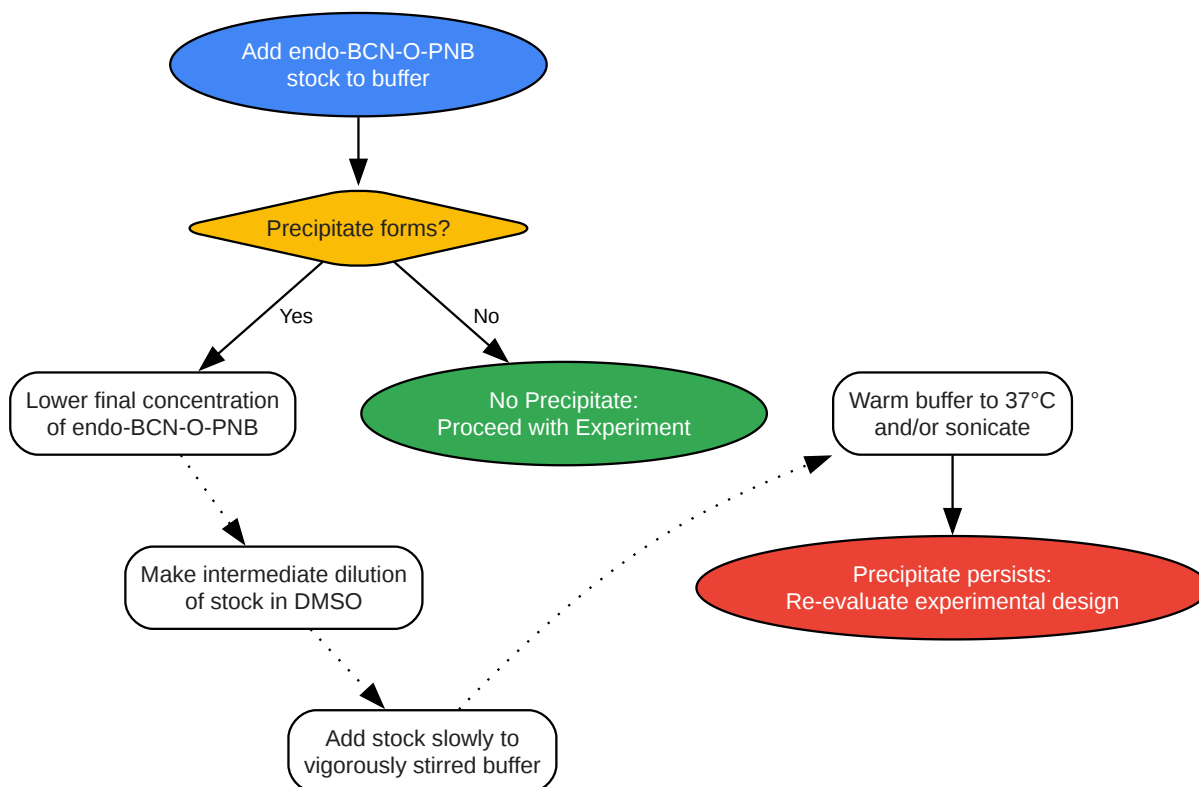 Add endo-BCN-O-PNB
stock to buffer
Precipitate forms?
Yes
No
Lower final concentration
of endo-BCN-O-PNB
No Precipitate:
Proceed with Experiment
Warm buffer to 37°C
and/or sonicate
Make intermediate dilution
of stock in DMSO
Precipitate persists:
Re-evaluate experimental design
Add stock slowly to
vigorously stirred buffer